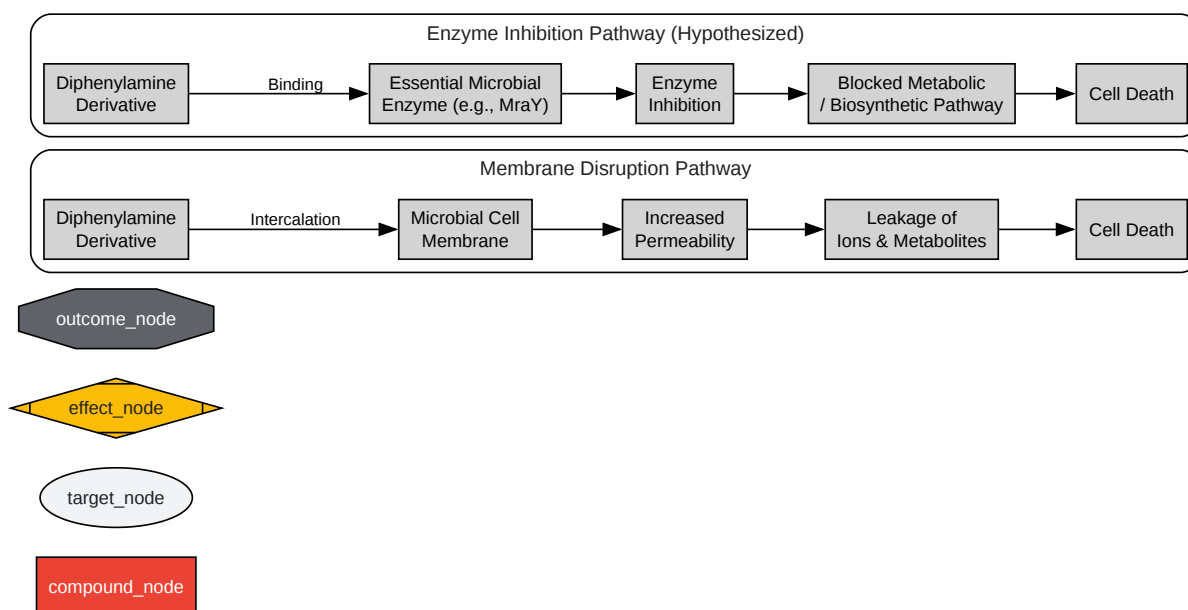 Enzyme Inhibition Pathway (Hypothesized)
Diphenylamine
Derivative
Binding
Essential Microbial
Enzyme (e.g., MraY)
Enzyme
Inhibition
Blocked Metabolic
/ Biosynthetic Pathway
Cell Death
Membrane Disruption Pathway
Diphenylamine
Derivative
Intercalation
Microbial Cell
Membrane
Increased
Permeability
Leakage of
Ions & Metabolites
Cell Death
outcome_node
effect_node
target_node
compound_node